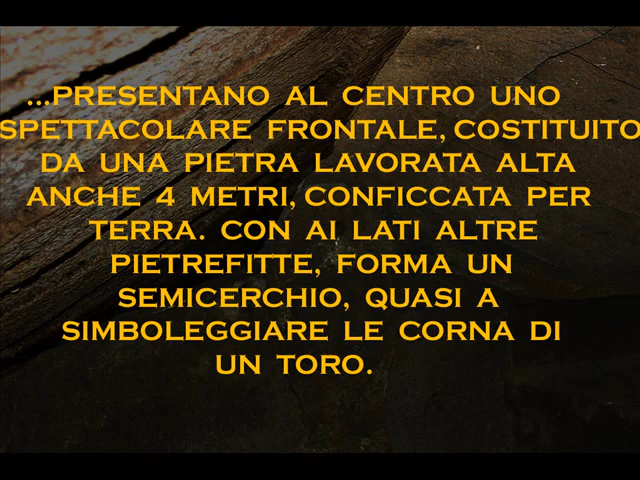 ...PRESENTANO AL CENTRO UNO
SPETTACOLARE FRONTALE, COSTITUITO
DA UNA PIETRA LAVORATA ALTA
ANCHE 4 METRI, CONFICCATA PER
TERRA. CON AI LATI ALTRE
PIETREFITTE, FORMA UN
SEMICERCHIO, QUASI A
SIMBOLEGGIARE LE CORNA DI
UN TORO.